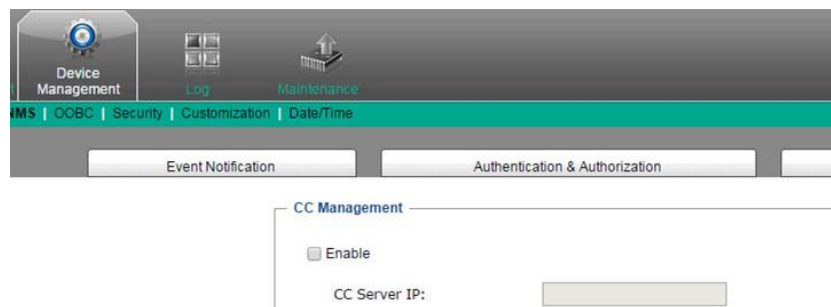 Device
Management
Log
Maintenance
NMS | OOBC | Security | Customization | Date/Time
Event Notification
Authentication & Authorization
CC Management
Enable
CC Server IP: